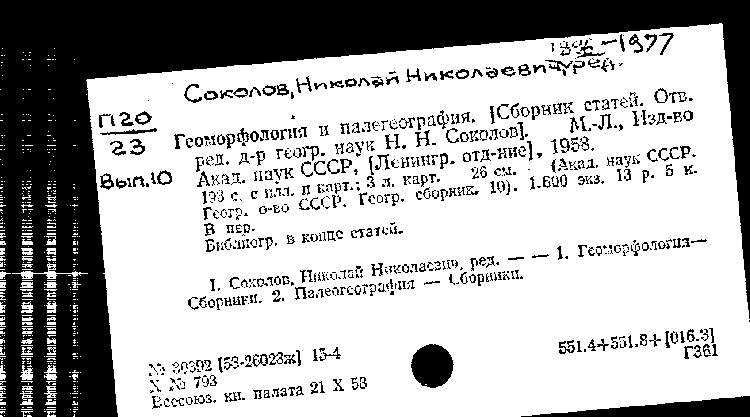 -1977
Соколов, Николай Николаевич, ред.
П20
23
Вып.10
Геоморфология и палеогеография. [Сборник статей. Отв.
ред. д-р геогр. наук Н. Н. Соколов]. М.-Л., Изд-во
Акад. наук СССР, [Ленингр. отд-ние], 1958.
193 с. с илл. и карт.; 3 л. карт. 26 см. (Акад. наук СССР.
Геогр. о-во СССР. Геогр. сборник. 10). 1.600 экз. 13 р. 5 к.
В пер.
Библиогр. в конце статей.
1. Соколов, Николай Николаевич, ред. — — 1. Геоморфология—
Сборники. 2. Палеогеография — Сборники.
№ 30392 [58-26023ж] 15-4
X № 793
Всесоюз. кн. палата 21 X 58
551.4+551.8+[016.3]
Г361